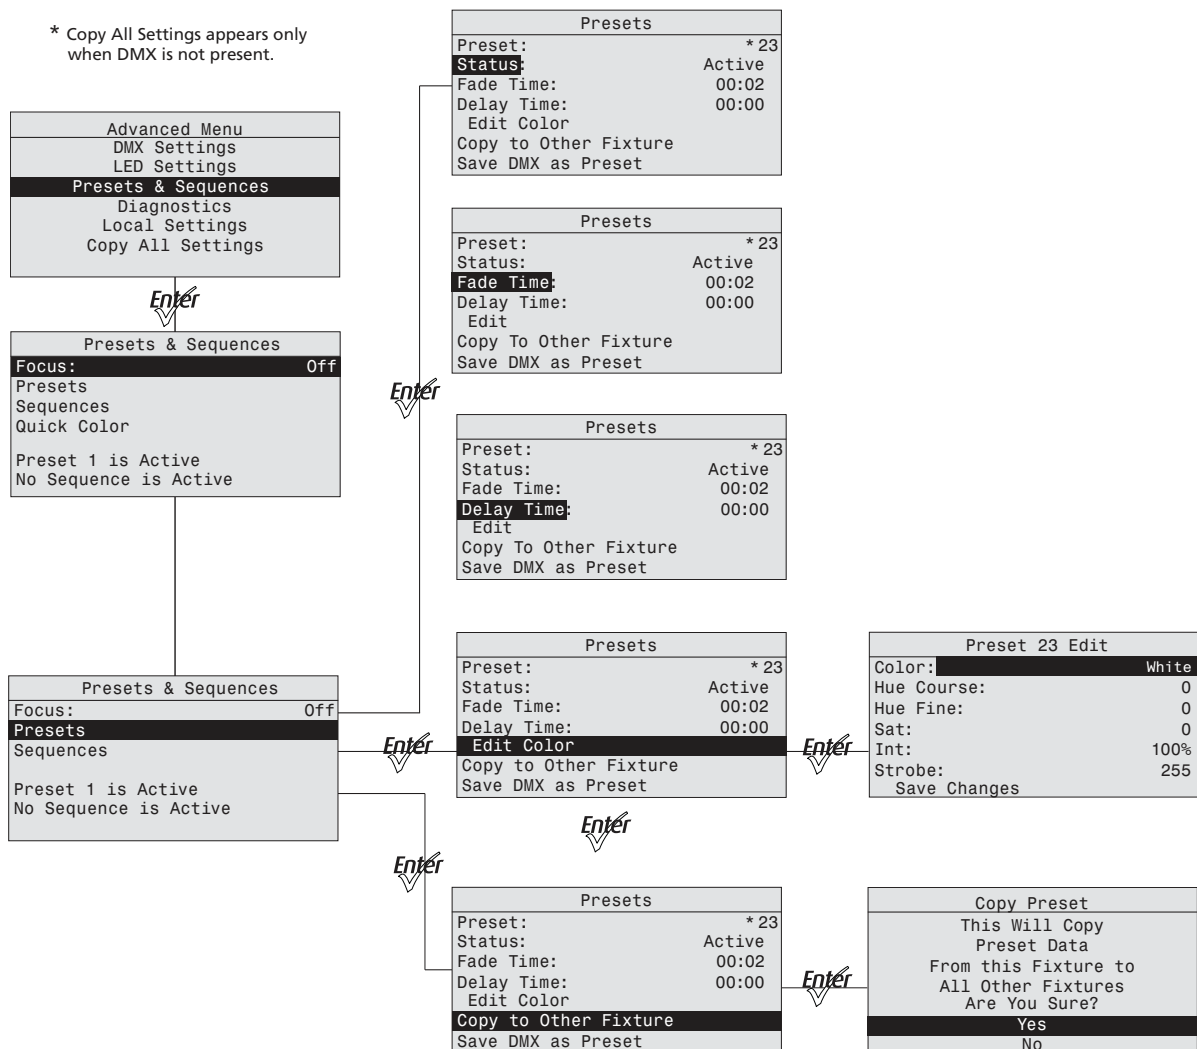 * Copy All Settings appears only
when DMX is not present.
Advanced Menu
DMX Settings
LED Settings
Presets & Sequences
Diagnostics
Local Settings
Copy All Settings
Enter
Presets & Sequences
Focus: Off
Presets
Sequences
Quick Color
Preset 1 is Active
No Sequence is Active
Presets & Sequences
Focus: Off
Presets
Sequences
Preset 1 is Active
No Sequence is Active
Enter
Presets
Preset: *23
Status: Active
Fade Time: 00:02
Delay Time: 00:00
Edit Color
Copy to Other Fixture
Save DMX as Preset
Presets
Preset: *23
Status: Active
Fade Time: 00:02
Delay Time: 00:00
Edit
Copy To Other Fixture
Save DMX as Preset
Presets
Preset: *23
Status: Active
Fade Time: 00:02
Delay Time: 00:00
Edit
Copy To Other Fixture
Save DMX as Preset
Enter
Presets
Preset: *23
Status: Active
Fade Time: 00:02
Delay Time: 00:00
Edit Color
Copy to Other Fixture
Save DMX as Preset
Enter
Preset 23 Edit
Color: White
Hue Course: 0
Hue Fine: 0
Sat: 0
Int: 100%
Strobe: 255
Save Changes
Enter
Enter
Presets
Preset: *23
Status: Active
Fade Time: 00:02
Delay Time: 00:00
Edit Color
Copy to Other Fixture
Save DMX as Preset
Enter
Copy Preset
This Will Copy
Preset Data
From this Fixture to
All Other Fixtures
Are You Sure?
Yes
No